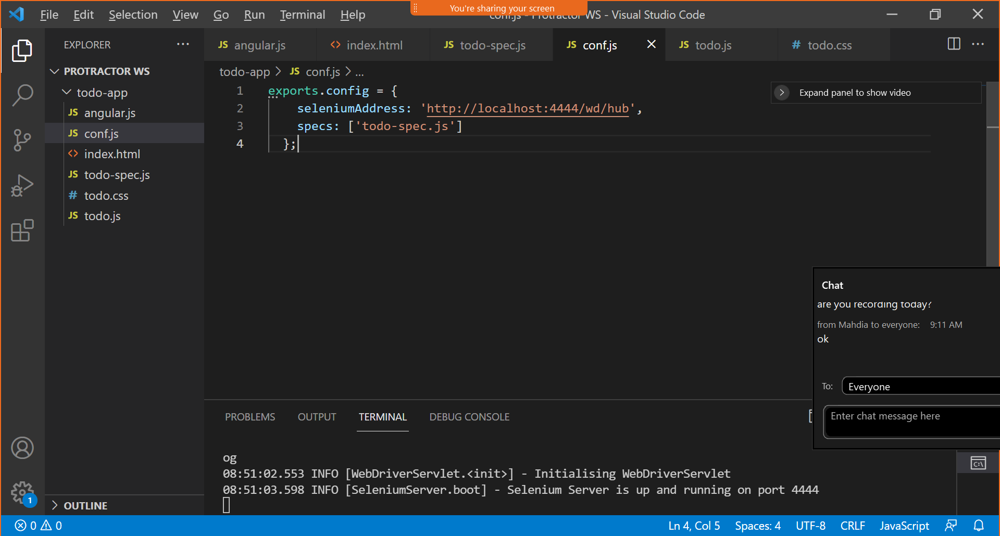 File Edit Selection View Go Run Terminal Help
You're sharing your screen
conf.js - Protractor WS - Visual Studio Code
EXPLORER ...
JS angular.js
<> index.html
JS todo-spec.js
JS conf.js
JS todo.js
# todo.css
PROTRACTOR WS
todo-app
JS angular.js
JS conf.js
<> index.html
JS todo-spec.js
# todo.css
JS todo.js
OUTLINE
todo-app > JS conf.js > ...
1 exports.config = {
2 seleniumAddress: 'http://localhost:4444/wd/hub',
3 specs: ['todo-spec.js']
4 };
Expand panel to show video
Chat
are you recording today?
from Mahdia to everyone: 9:11 AM
ok
To: Everyone
Enter chat message here
PROBLEMS OUTPUT TERMINAL DEBUG CONSOLE
og
08:51:02.553 INFO [WebDriverServlet.<init>] - Initialising WebDriverServlet
08:51:03.598 INFO [SeleniumServer.boot] - Selenium Server is up and running on port 4444
1
0 0
Ln 4, Col 5 Spaces: 4 UTF-8 CRLF JavaScript